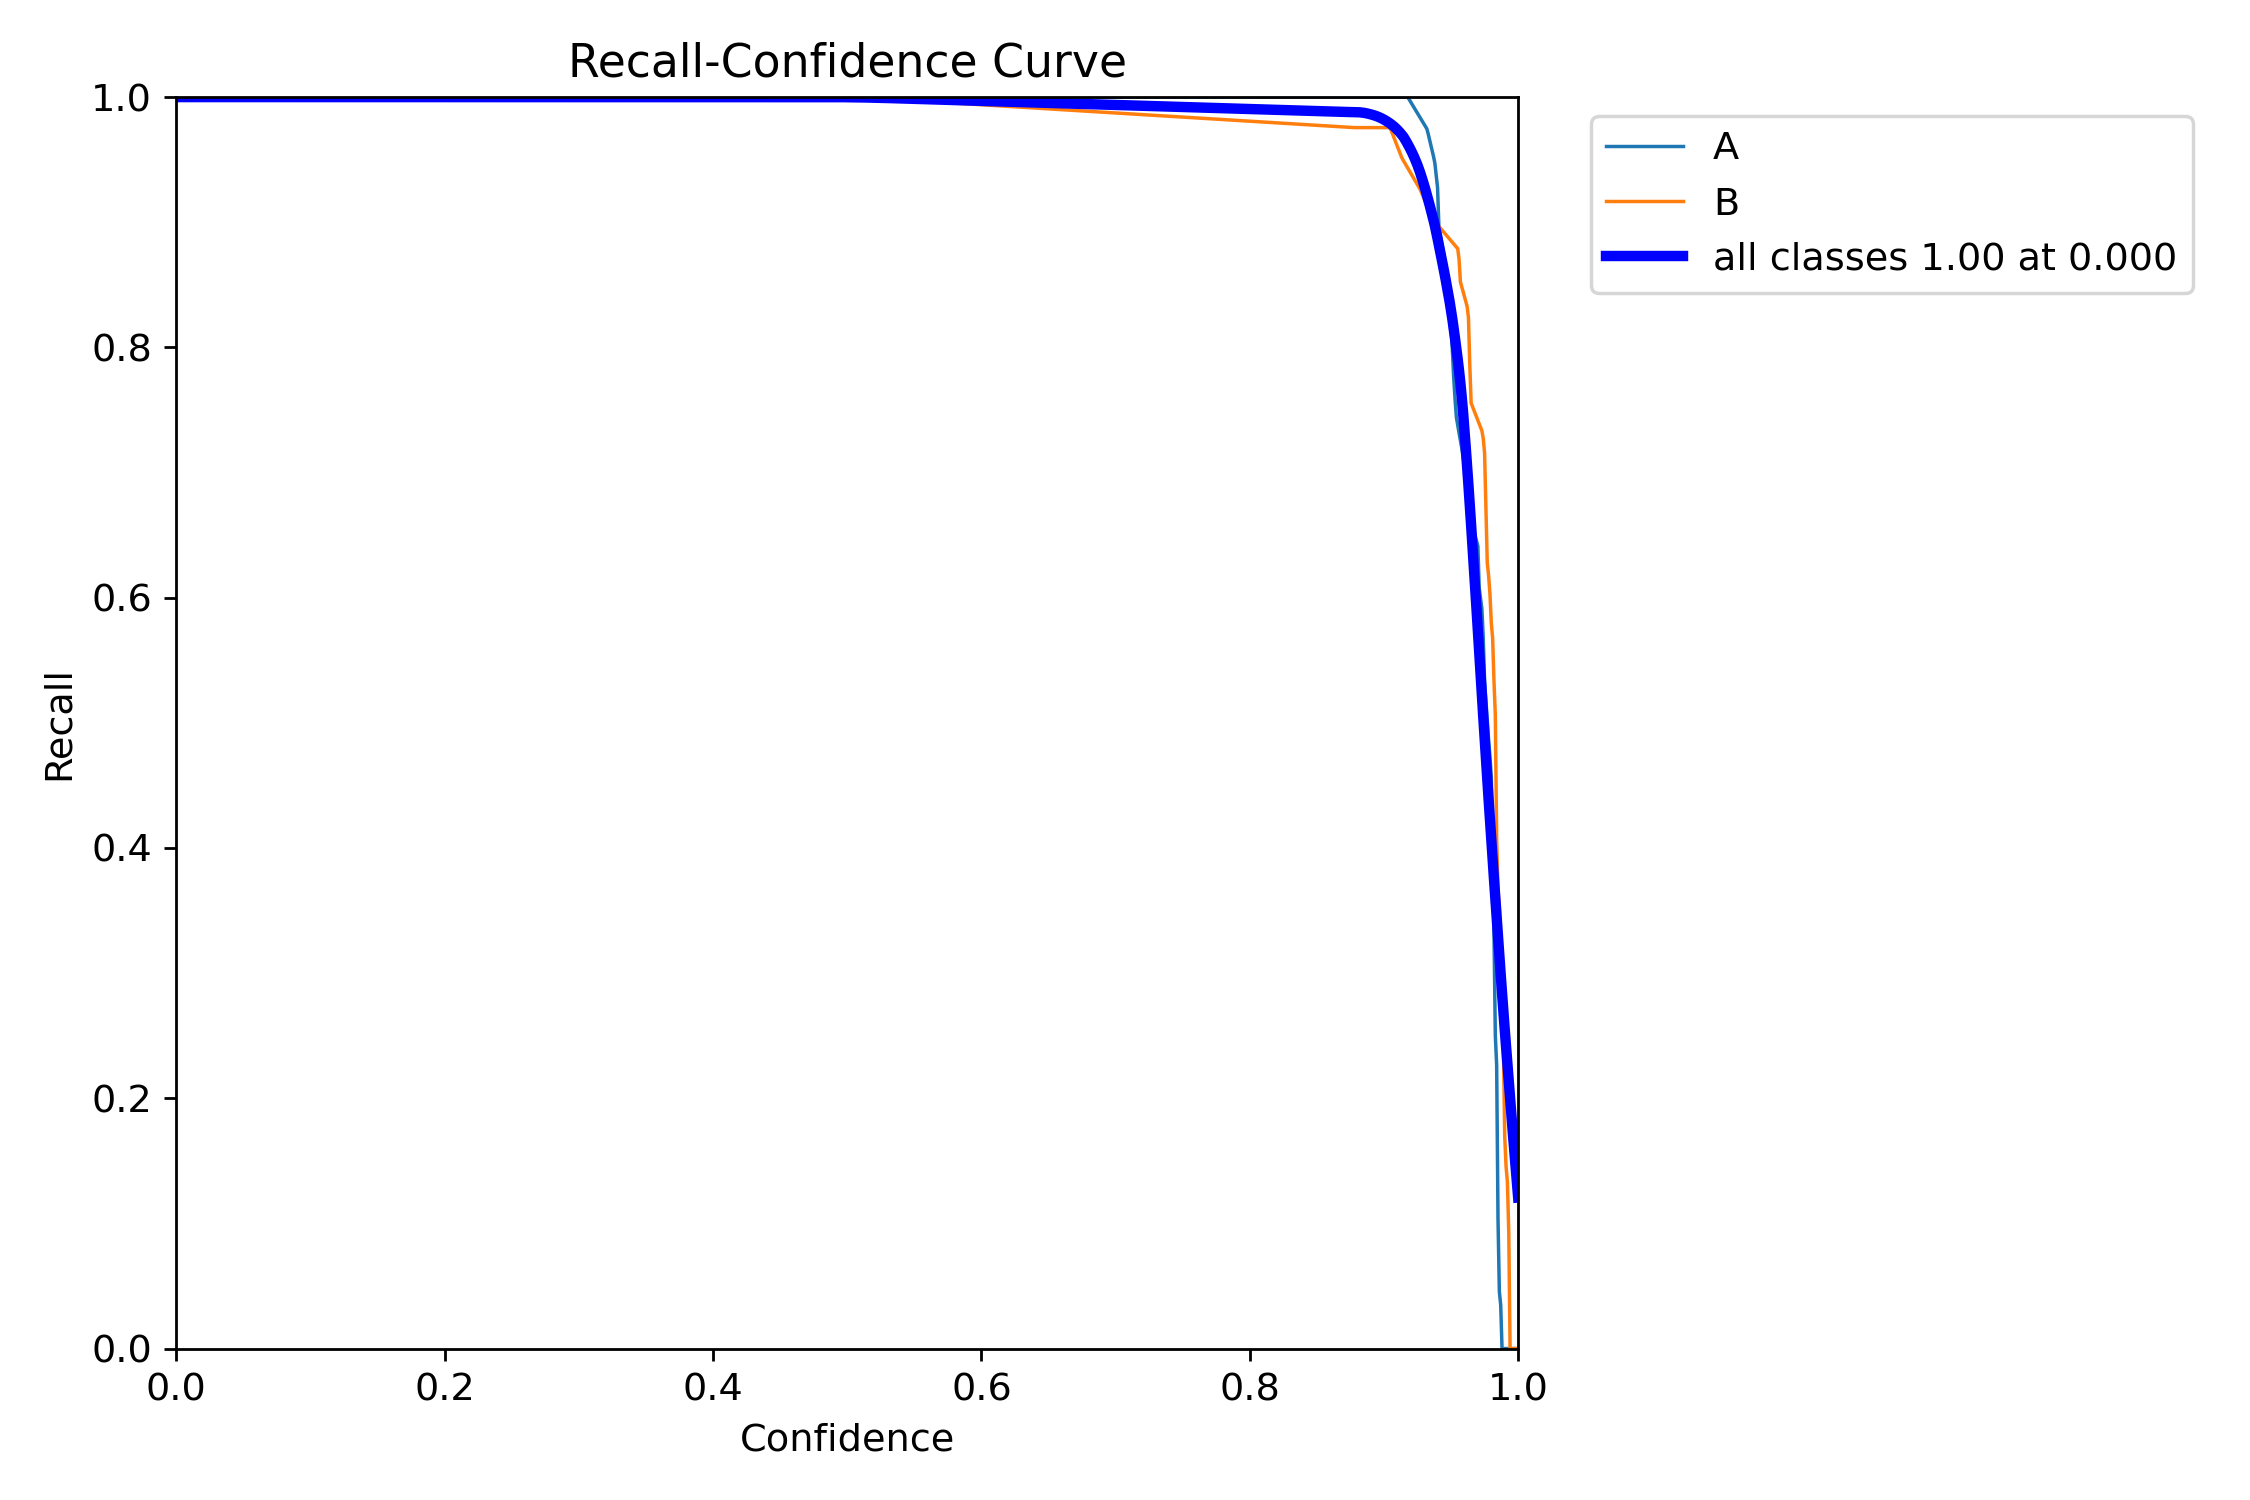 Recall-Confidence Curve
1.0
0.8
0.6
0.4
0.2
0.0
Recall
0.0 0.2 0.4 0.6 0.8 1.0
Confidence
A
B
all classes 1.00 at 0.000